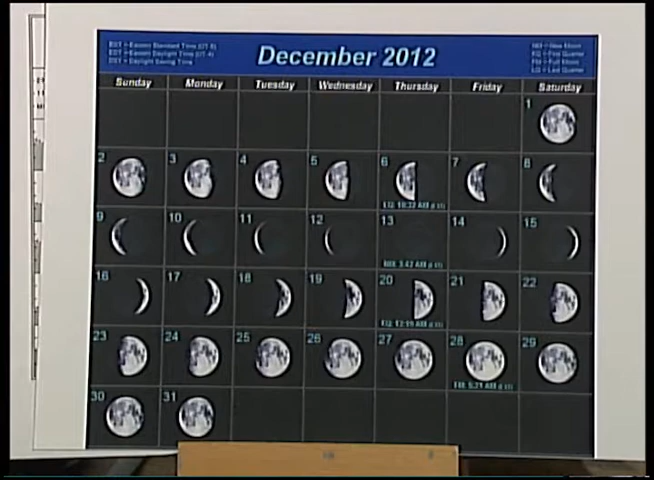 EST = Eastern Standard Time (UT-5)
EDT = Eastern Daylight Time (UT-4)
DST = Daylight Saving Time
December 2012
NM = New Moon
FQ = First Quarter
FM = Full Moon
LQ = Last Quarter
Sunday Monday Tuesday Wednesday Thursday Friday Saturday
1
2 3 4 5 6 7 8
LQ: 10:32 AM
9 10 11 12 13 14 15
NM: 3:42 AM
16 17 18 19 20 21 22
FQ: 12:19 AM
23 24 25 26 27 28 29
FM: 5:21 AM
30 31